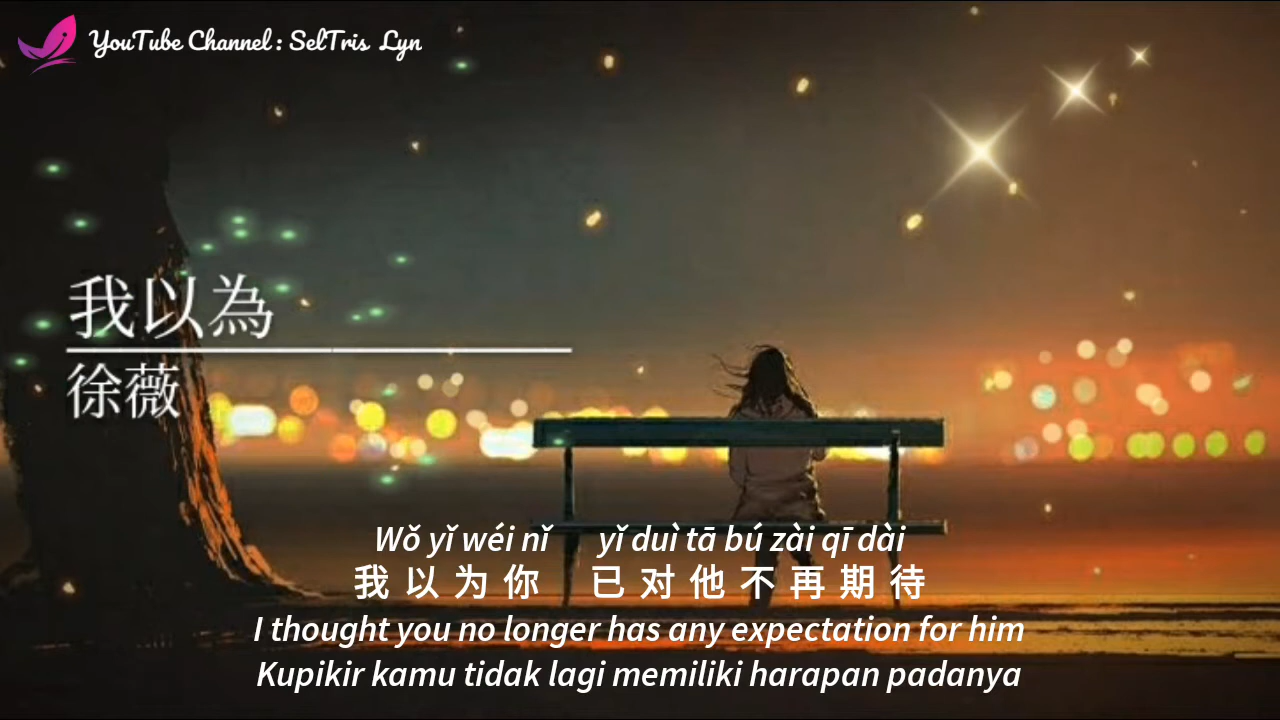 YouTube Channel : SelTris Lyn
我以為
徐薇
Wǒ yǐ wéi nǐ yǐ duì tā bú zài qī dài
我以为你 已对他不再期待
I thought you no longer has any expectation for him
Kupikir kamu tidak lagi memiliki harapan padanya